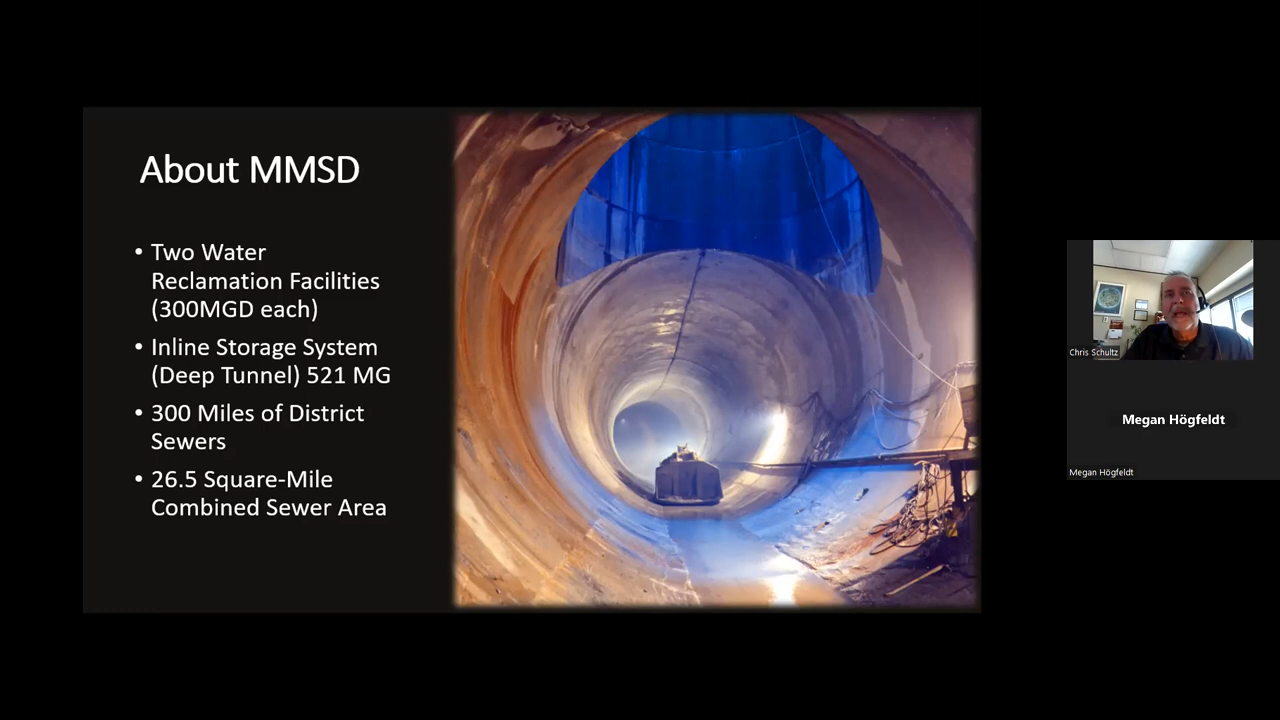 About MMSD
• Two Water
Reclamation Facilities
(300MGD each)
• Inline Storage System
(Deep Tunnel) 521 MG
• 300 Miles of District
Sewers
• 26.5 Square-Mile
Combined Sewer Area
Chris Schultz
Megan Högfeldt
Megan Högfeldt